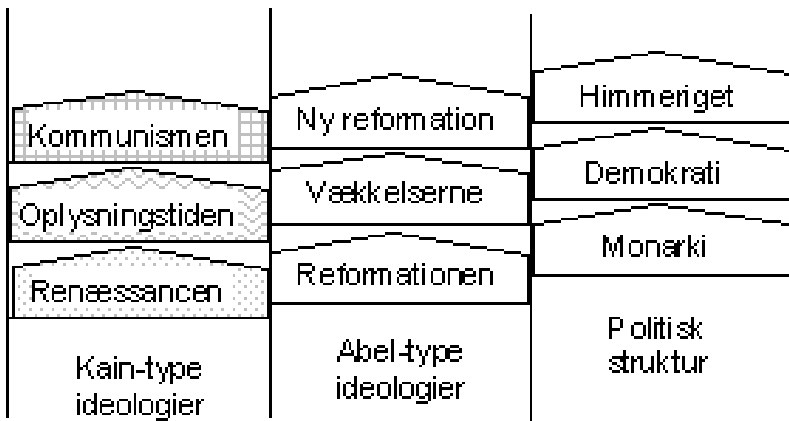 Kommunismen
Oplysningstiden
Renæssancen
Kain-type
ideologier
Ny reformation
Vækkelserne
Reformationen
Abel-type
ideologier
Himmeriget
Demokrati
Monarki
Politisk
struktur